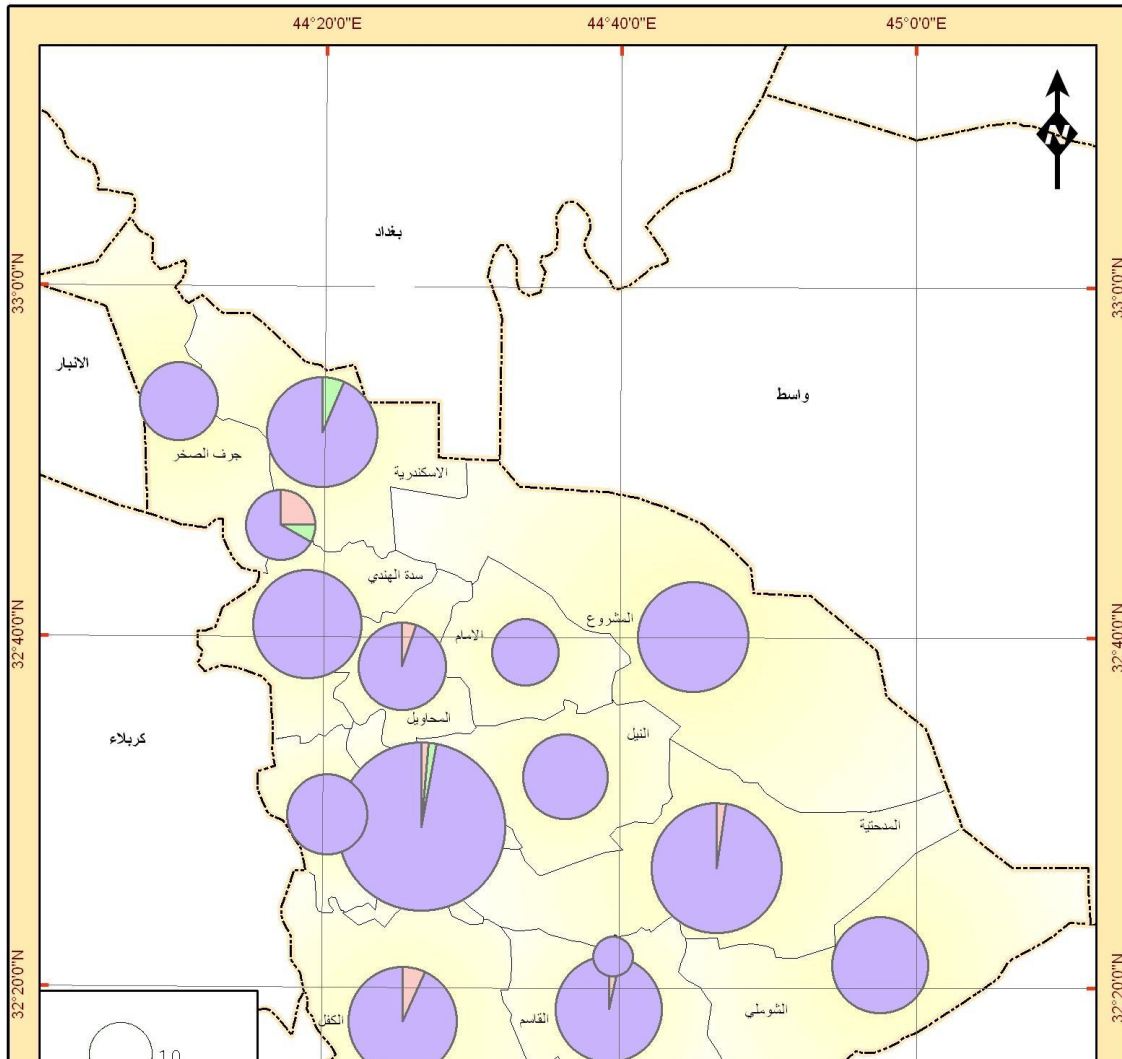 44°20'0"E 44°40'0"E 45°0'0"E
N
بغداد
33°0'0"N 33°0'0"N
الانبار
واسط
جرف الصخر
الاسكندرية
سدة الهندي
المشروع
الامام
32°40'0"N 32°40'0"N
المحاويل
النيل
كربلاء
المدحتية
32°20'0"N 32°20'0"N
الشوملي
القاسم
الكفل
10